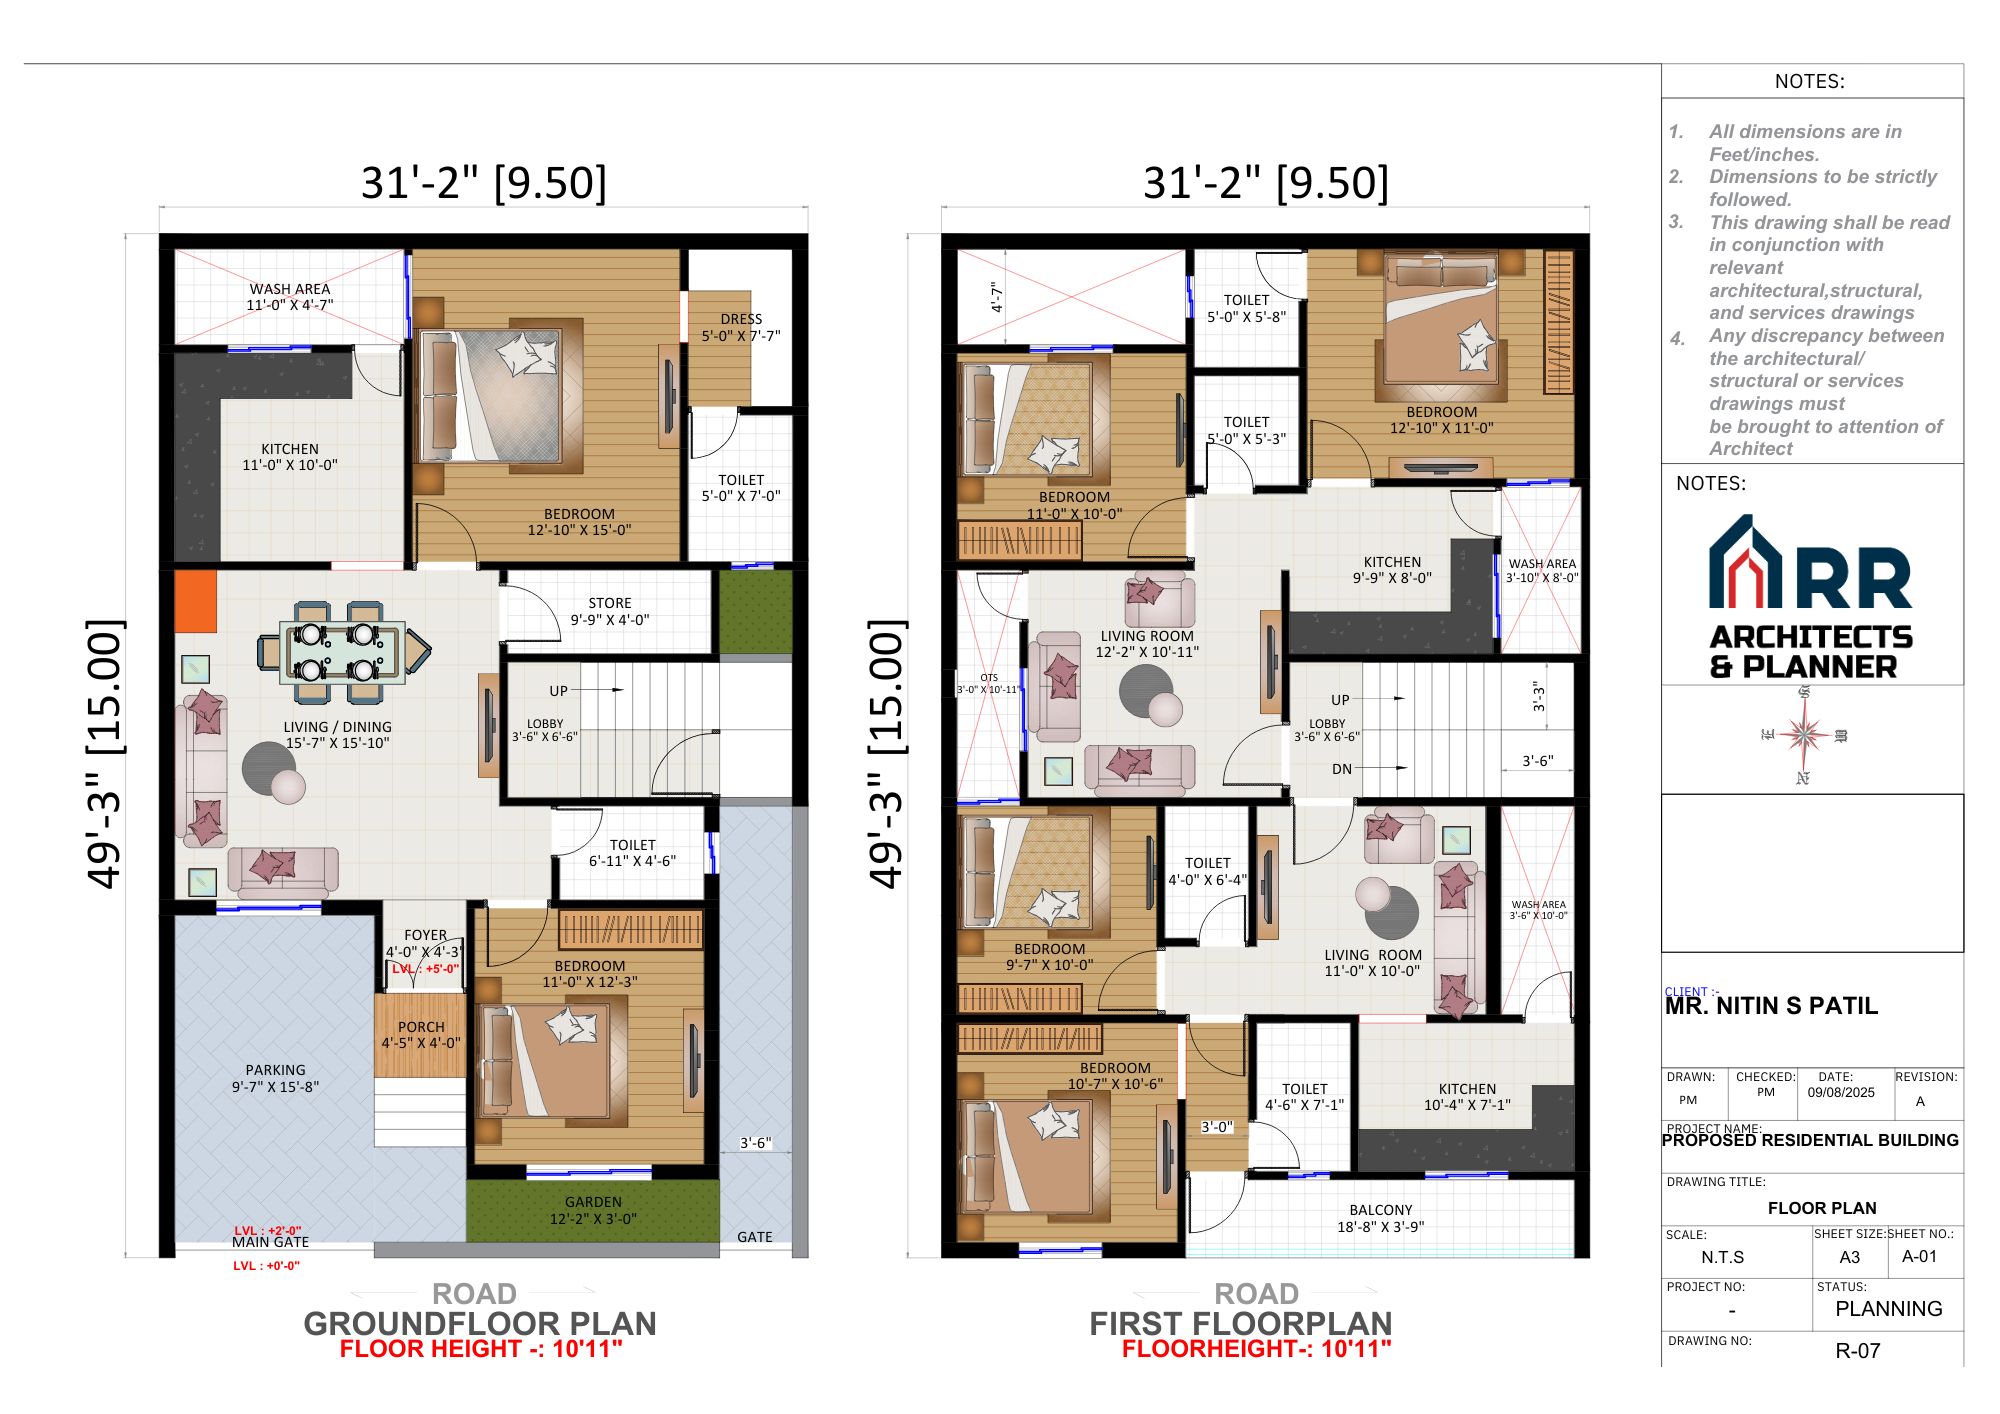 31'-2" [9.50]
49'-3" [15.00]
WASH AREA
11'-0" X 4'-7"
DRESS
5'-0" X 7'-7"
KITCHEN
11'-0" X 10'-0"
TOILET
5'-0" X 7'-0"
BEDROOM
12'-10" X 15'-0"
STORE
9'-9" X 4'-0"
UP
LOBBY
3'-6" X 6'-6"
LIVING / DINING
15'-7" X 15'-10"
TOILET
6'-11" X 4'-6"
FOYER
4'-0" X 4'-3"
LVL : +5'-0"
BEDROOM
11'-0" X 12'-3"
PORCH
4'-5" X 4'-0"
PARKING
9'-7" X 15'-8"
3'-6"
GARDEN
12'-2" X 3'-0"
LVL : +2'-0"
MAIN GATE
GATE
LVL : +0'-0"
ROAD
GROUNDFLOOR PLAN
FLOOR HEIGHT -: 10'11"
31'-2" [9.50]
49'-3" [15.00]
4'-7"
TOILET
5'-0" X 5'-8"
TOILET
5'-0" X 5'-3"
BEDROOM
12'-10" X 11'-0"
BEDROOM
11'-0" X 10'-0"
KITCHEN
9'-9" X 8'-0"
WASH AREA
3'-10" X 8'-0"
LIVING ROOM
12'-2" X 10'-11"
OTS
3'-0" X 10'-11"
UP
LOBBY
3'-6" X 6'-6"
DN
3'-3"
3'-6"
TOILET
4'-0" X 6'-4"
WASH AREA
3'-6" X 10'-0"
BEDROOM
9'-7" X 10'-0"
LIVING  ROOM
11'-0" X 10'-0"
BEDROOM
10'-7" X 10'-6"
TOILET
4'-6" X 7'-1"
KITCHEN
10'-4" X 7'-1"
3'-0"
BALCONY
18'-8" X 3'-9"
ROAD
FIRST FLOORPLAN
FLOORHEIGHT-: 10'11"
NOTES:
1. All dimensions are in
Feet/inches.
2. Dimensions to be strictly
followed.
3. This drawing shall be read
in conjunction with
relevant
architectural,structural,
and services drawings
4. Any discrepancy between
the architectural/
structural or services
drawings must
be brought to attention of
Architect
NOTES:
ARR
ARCHITECTS
& PLANNER
S
E W
N
CLIENT :-
MR. NITIN S PATIL
DRAWN: CHECKED: DATE: REVISION:
PM PM 09/08/2025 A
PROJECT NAME:
PROPOSED RESIDENTIAL BUILDING
DRAWING TITLE:
FLOOR PLAN
SCALE: SHEET SIZE: SHEET NO.:
N.T.S A3 A-01
PROJECT NO: STATUS:
- PLANNING
DRAWING NO:
R-07